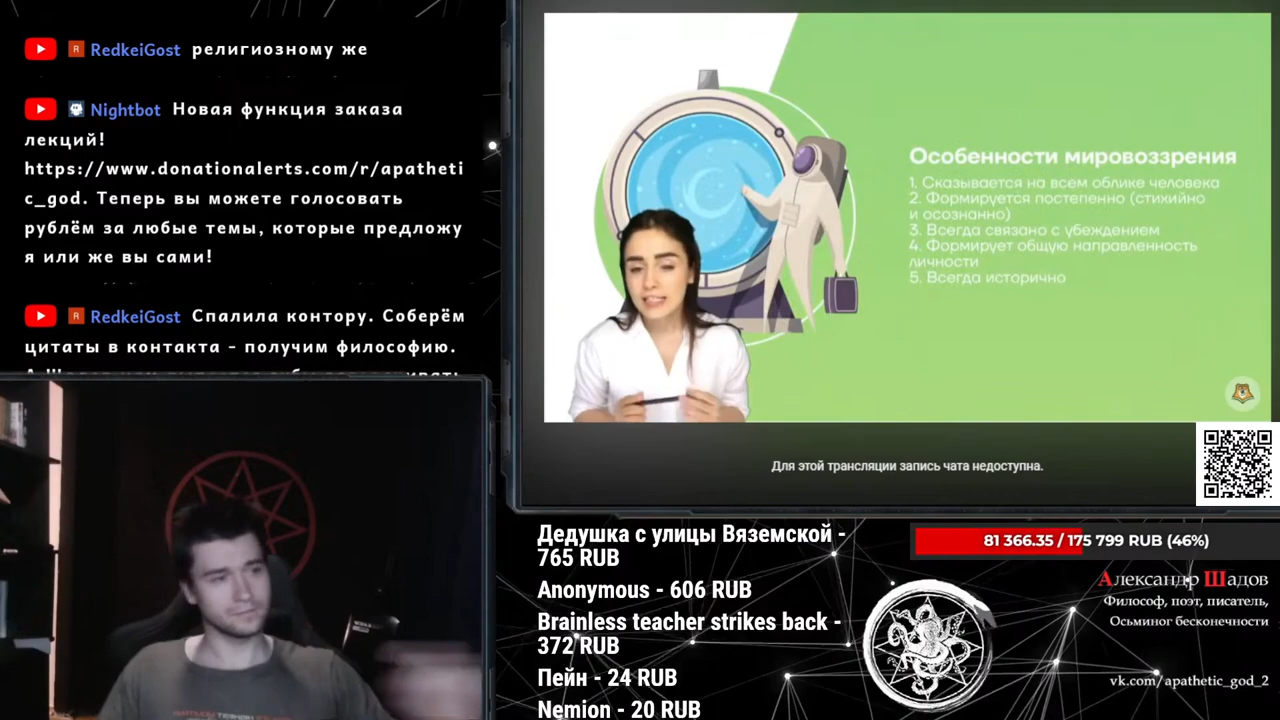 RedkeiGost религиозному же
Nightbot Новая функция заказа
лекций!
https://www.donationalerts.com/r/apatheti
c_god. Теперь вы можете голосовать
рублём за любые темы, которые предложу
я или же вы сами!
RedkeiGost Спалила контору. Соберём
цитаты в контакта - получим философию.
Особенности мировоззрения
1. Сказывается на всем облике человека
2. Формируется постепенно (стихийно
и осознанно)
3. Всегда связано с убеждением
4. Формирует общую направленность
личности
5. Всегда исторично
Для этой трансляции запись чата недоступна.
Дедушка с улицы Вяземской -
765 RUB
Anonymous - 606 RUB
Brainless teacher strikes back -
372 RUB
Пейн - 24 RUB
Nemion - 20 RUB
81 366.35 / 175 799 RUB (46%)
Александр Шадов
Философ, поэт, писатель,
Осьминог бесконечности
vk.com/apathetic_god_2